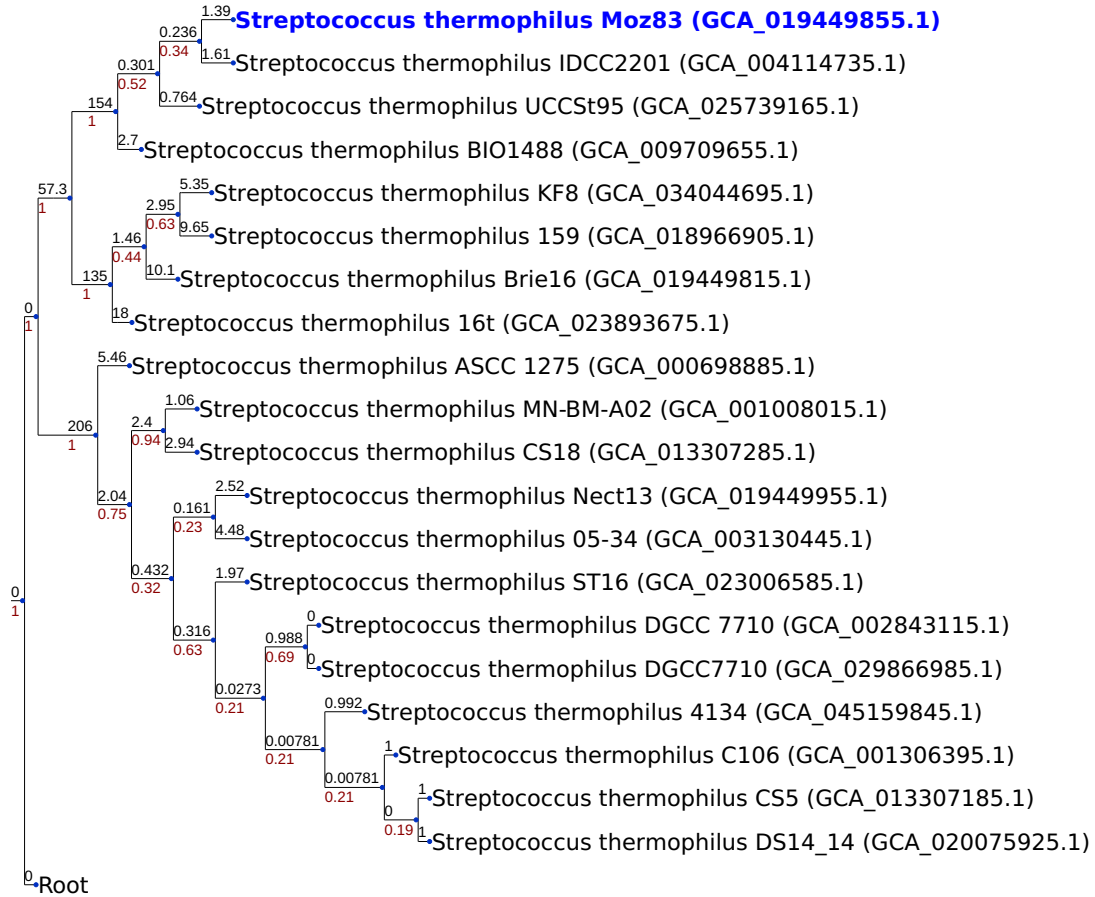 1.39
Streptococcus thermophilus Moz83 (GCA_019449855.1)
0.236
0.34
1.61
Streptococcus thermophilus IDCC2201 (GCA_004114735.1)
0.301
0.52
0.764
Streptococcus thermophilus UCCSt95 (GCA_025739165.1)
154
1
2.7
Streptococcus thermophilus BIO1488 (GCA_009709655.1)
57.3
1
5.35
Streptococcus thermophilus KF8 (GCA_034044695.1)
2.95
0.63
9.65
Streptococcus thermophilus 159 (GCA_018966905.1)
1.46
0.44
10.1
Streptococcus thermophilus Brie16 (GCA_019449815.1)
135
1
18
Streptococcus thermophilus 16t (GCA_023893675.1)
0
1
5.46
Streptococcus thermophilus ASCC 1275 (GCA_000698885.1)
1.06
Streptococcus thermophilus MN-BM-A02 (GCA_001008015.1)
206
1
2.4
0.94
2.94
Streptococcus thermophilus CS18 (GCA_013307285.1)
2.04
0.75
2.52
Streptococcus thermophilus Nect13 (GCA_019449955.1)
0.161
0.23
4.48
Streptococcus thermophilus 05-34 (GCA_003130445.1)
0.432
0.32
1.97
Streptococcus thermophilus ST16 (GCA_023006585.1)
0
1
0.316
0.63
0
Streptococcus thermophilus DGCC 7710 (GCA_002843115.1)
0.988
0.69
0
Streptococcus thermophilus DGCC7710 (GCA_029866985.1)
0.0273
0.21
0.992
Streptococcus thermophilus 4134 (GCA_045159845.1)
0.00781
0.21
1
Streptococcus thermophilus C106 (GCA_001306395.1)
0.00781
0.21
1
Streptococcus thermophilus CS5 (GCA_013307185.1)
0
0.19
1
Streptococcus thermophilus DS14_14 (GCA_020075925.1)
0
Root